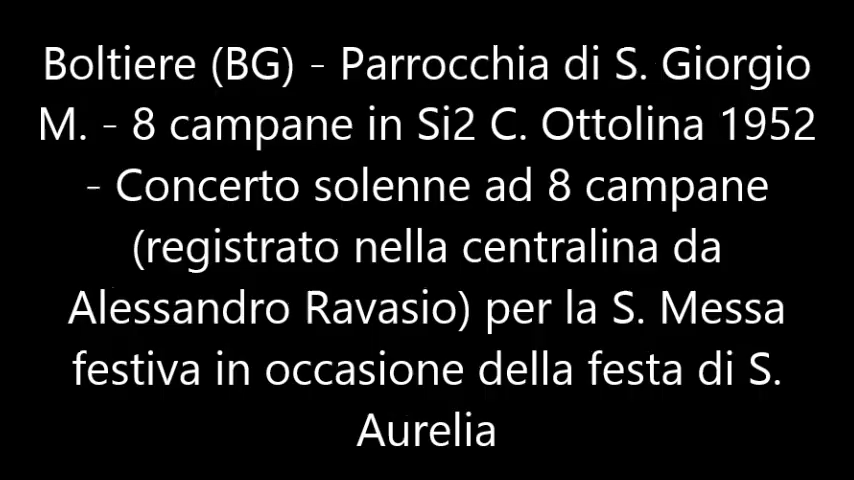 Boltiere (BG) - Parrocchia di S. Giorgio
M. - 8 campane in Si2 C. Ottolina 1952
- Concerto solenne ad 8 campane
(registrato nella centralina da
Alessandro Ravasio) per la S. Messa
festiva in occasione della festa di S.
Aurelia